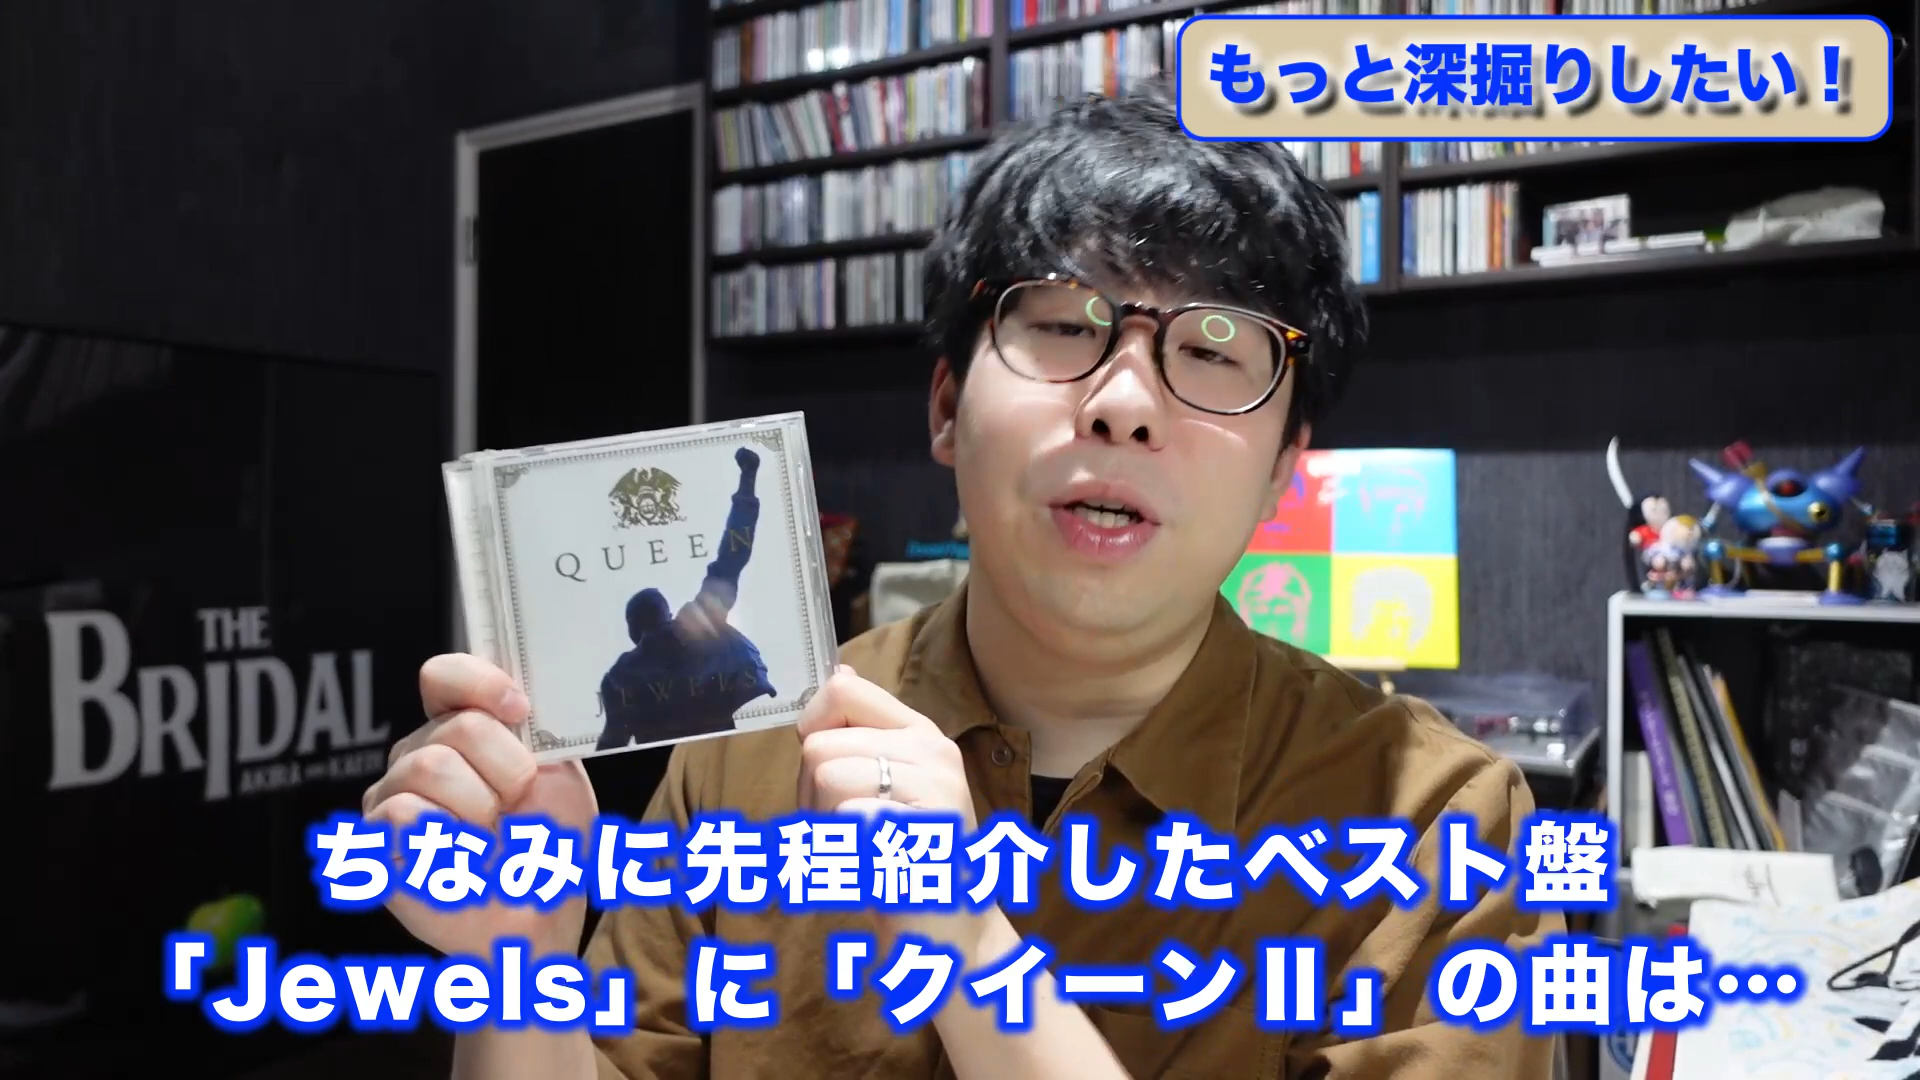 もっと深掘りしたい！
QUEEN
JEWELS
THE
BRIDAL
ちなみに先程紹介したベスト盤
「Jewels」に「クイーンⅡ」の曲は…